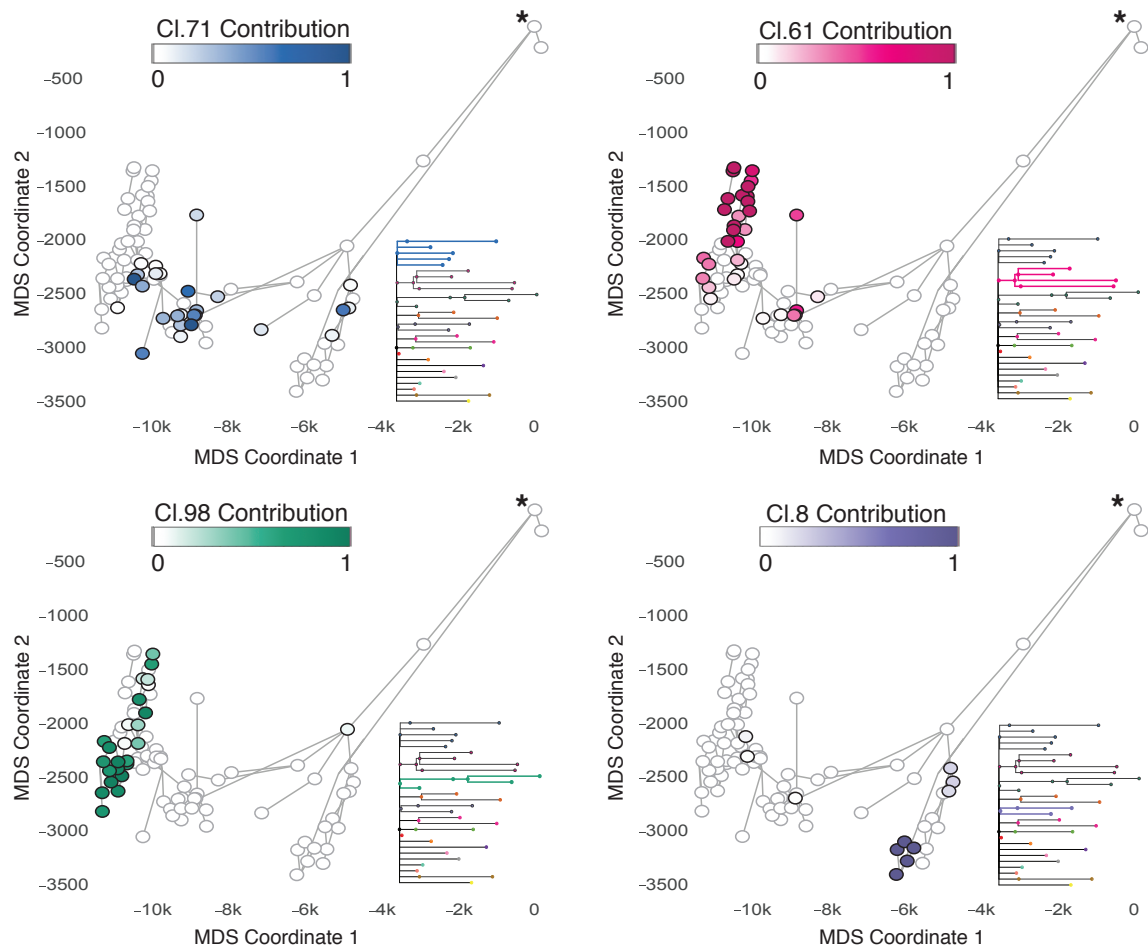 Cl.71 Contribution
0 1
*
−500
−1000
−1500
−2000
−2500
−3000
−3500
MDS Coordinate 2
−10k −8k −6k −4k −2k 0
MDS Coordinate 1
Cl.61 Contribution
0 1
*
−500
−1000
−1500
−2000
−2500
−3000
−3500
MDS Coordinate 2
−10k −8k −6k −4k −2k 0
MDS Coordinate 1
Cl.98 Contribution
0 1
*
−500
−1000
−1500
−2000
−2500
−3000
−3500
MDS Coordinate 2
−10k −8k −6k −4k −2k 0
MDS Coordinate 1
Cl.8 Contribution
0 1
*
−500
−1000
−1500
−2000
−2500
−3000
−3500
MDS Coordinate 2
−10k −8k −6k −4k −2k 0
MDS Coordinate 1